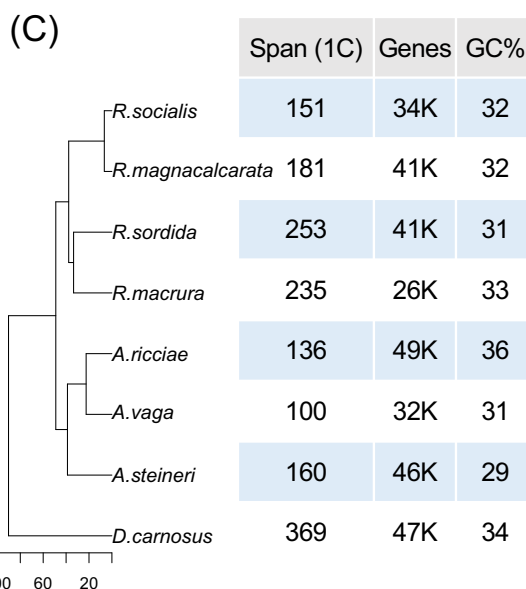 (C)
Span (1C) Genes GC%
R.socialis 151 34K 32
R.magnacalcarata 181 41K 32
R.sordida 253 41K 31
R.macrura 235 26K 33
A.ricciae 136 49K 36
A.vaga 100 32K 31
A.steineri 160 46K 29
D.carnosus 369 47K 34
60 20